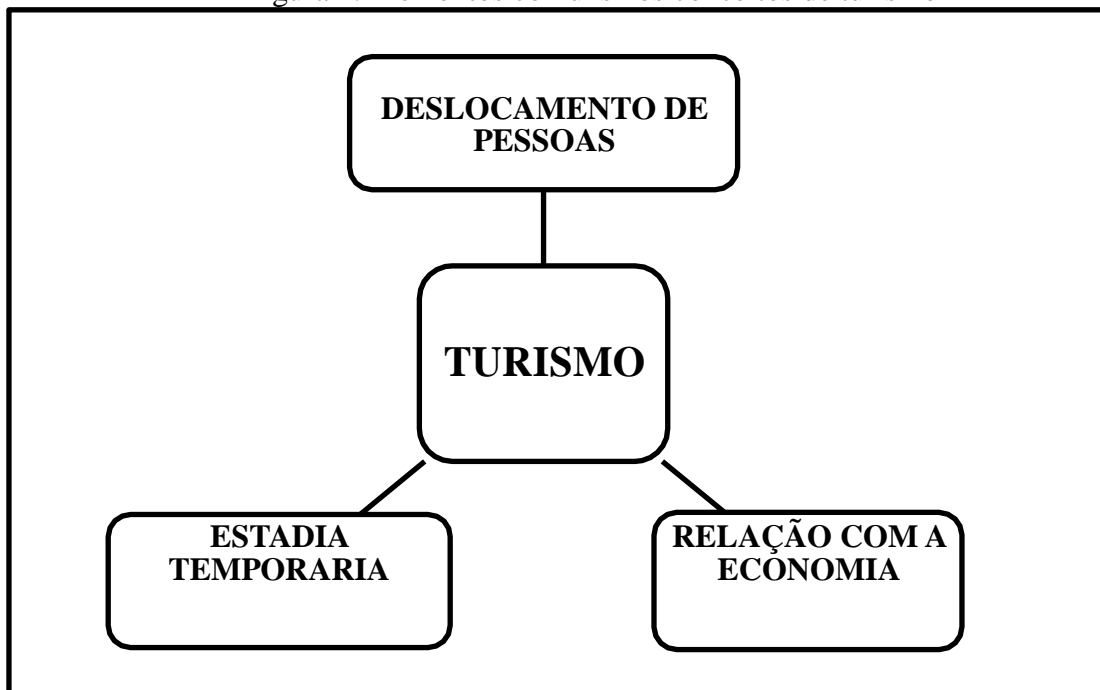 DESLOCAMENTO DE
PESSOAS
TURISMO
ESTADIA
TEMPORARIA
RELAÇÃO COM A
ECONOMIA